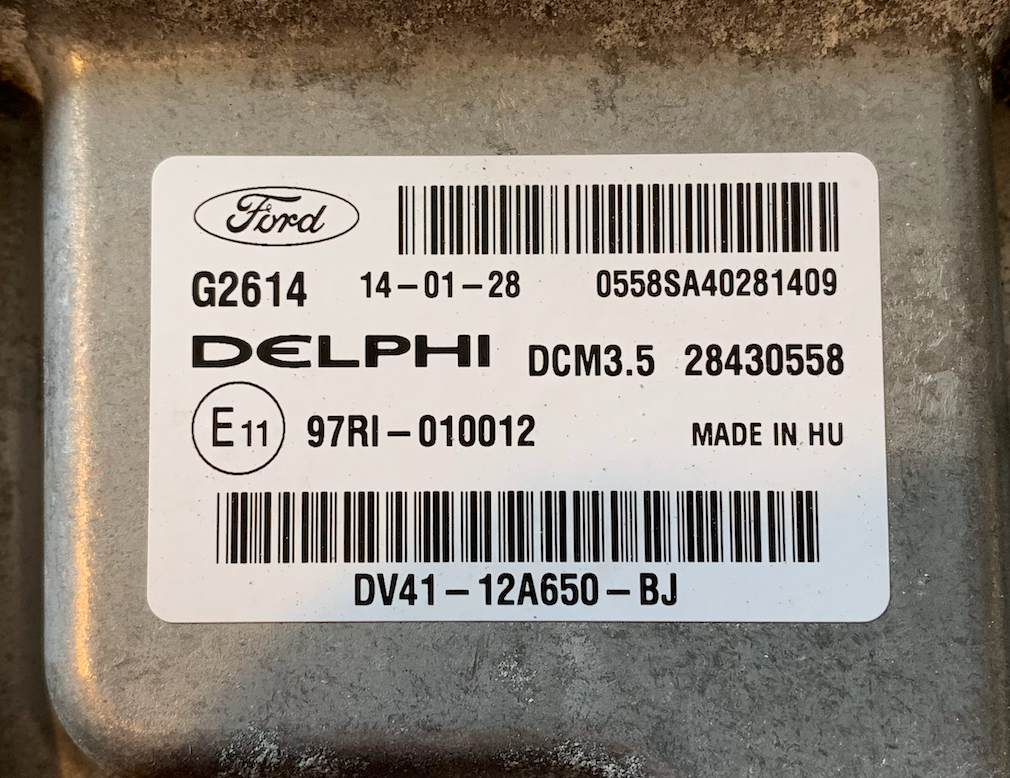 Ford
G2614 14-01-28 0558SA40281409
DELPHI DCM3.5 28430558
E11 97RI-010012 MADE IN HU
DV41-12A650-BJ